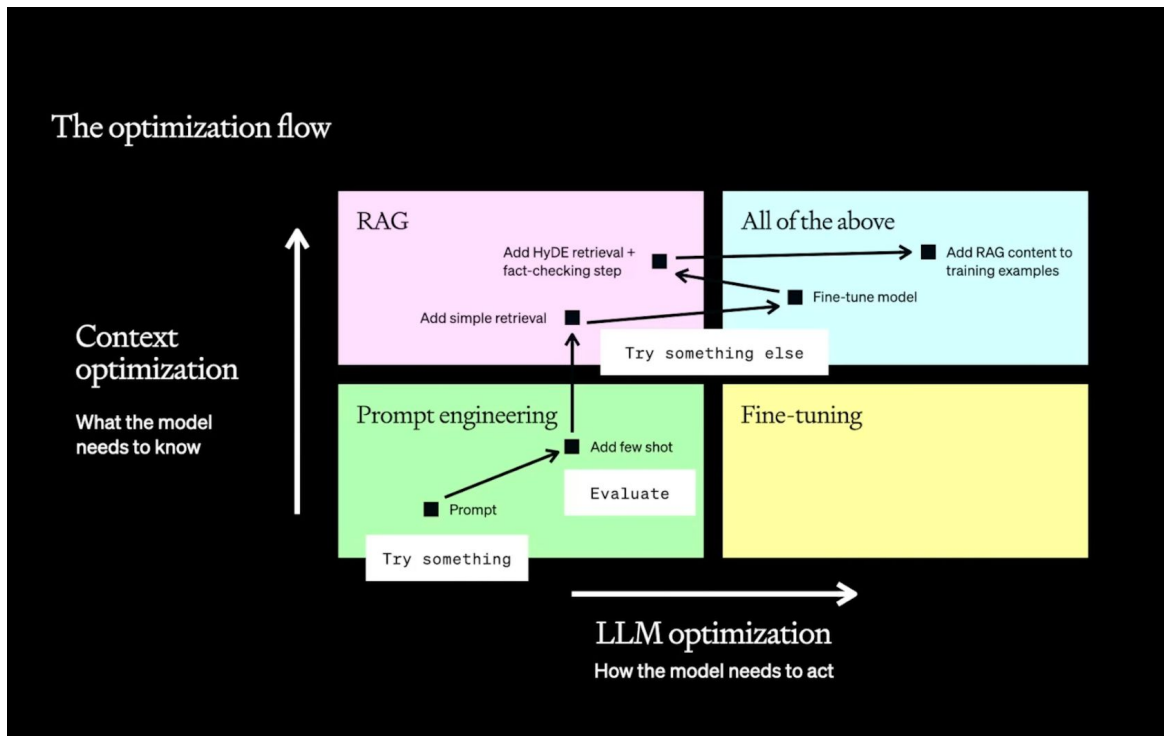 The optimization flow
RAG
All of the above
Add HyDE retrieval +
fact-checking step
Add RAG content to
training examples
Fine-tune model
Add simple retrieval
Try something else
Context
optimization
What the model
needs to know
Prompt engineering
Fine-tuning
Add few shot
Evaluate
Prompt
Try something
LLM optimization
How the model needs to act